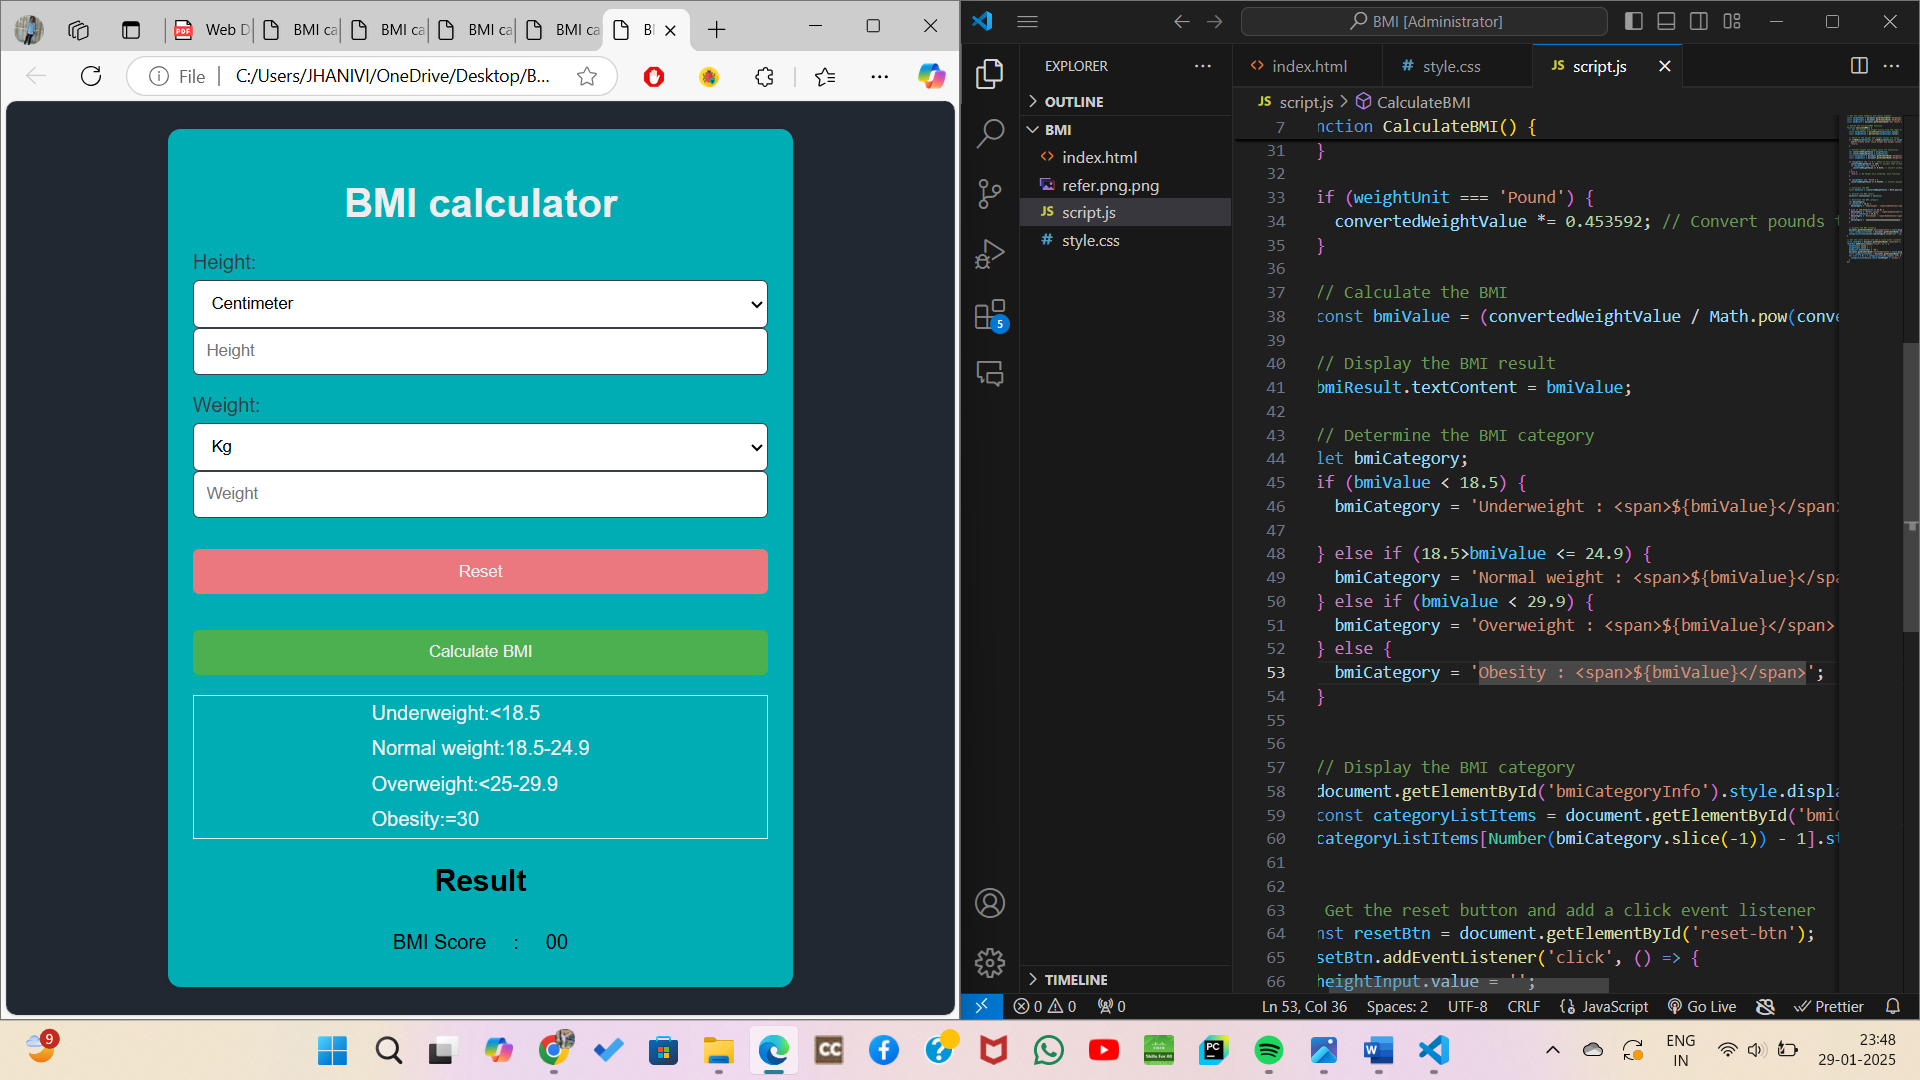 Web D
BMI ca
BMI ca
BMI ca
BMI ca
B
File
C:/Users/JHANIVI/OneDrive/Desktop/B...
BMI calculator
Height:
Centimeter
Height
Weight:
Kg
Weight
Reset
Calculate BMI
Underweight:<18.5
Normal weight:18.5-24.9
Overweight:<25-29.9
Obesity:=30
Result
BMI Score : 00
BMI [Administrator]
EXPLORER
OUTLINE
BMI
<> index.html
refer.png.png
JS script.js
# style.css
5
TIMELINE
<> index.html
# style.css
JS script.js
JS script.js > CalculateBMI
7 nction CalculateBMI() {
31 }
32
33 if (weightUnit === 'Pound') {
34 convertedWeightValue *= 0.453592; // Convert pounds
35 }
36
37 // Calculate the BMI
38 const bmiValue = (convertedWeightValue / Math.pow(conve
39
40 // Display the BMI result
41 bmiResult.textContent = bmiValue;
42
43 // Determine the BMI category
44 let bmiCategory;
45 if (bmiValue < 18.5) {
46 bmiCategory = 'Underweight : <span>${bmiValue}</span>
47
48 } else if (18.5>bmiValue <= 24.9) {
49 bmiCategory = 'Normal weight : <span>${bmiValue}</spa
50 } else if (bmiValue < 29.9) {
51 bmiCategory = 'Overweight : <span>${bmiValue}</span>
52 } else {
53 bmiCategory = 'Obesity : <span>${bmiValue}</span>';
54 }
55
56
57 // Display the BMI category
58 document.getElementById('bmiCategoryInfo').style.displa
59 const categoryListItems = document.getElementById('bmiC
60 categoryListItems[Number(bmiCategory.slice(-1)) - 1].st
61
62
63 Get the reset button and add a click event listener
64 nst resetBtn = document.getElementById('reset-btn');
65 setBtn.addEventListener('click', () => {
66 heightInput.value = '';
0 0 0
Ln 53, Col 36
Spaces: 2
UTF-8
CRLF
{} JavaScript
Go Live
Prettier
9
CC
PC
W
ENG
IN
23:48
29-01-2025